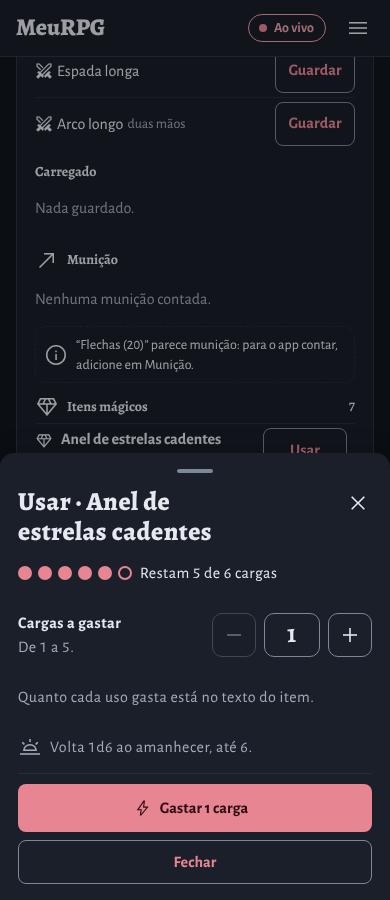 MeuRPG
Ao vivo
Espada longa
Guardar
Arco longo duas mãos
Guardar
Carregado
Nada guardado.
Munição
Nenhuma munição contada.
“Flechas (20)” parece munição: para o app contar,
adicione em Munição.
Itens mágicos
7
Anel de estrelas cadentes
Usar
Usar · Anel de
estrelas cadentes
Restam 5 de 6 cargas
Cargas a gastar
De 1 a 5.
1
Quanto cada uso gasta está no texto do item.
Volta 1d6 ao amanhecer, até 6.
Gastar 1 carga
Fechar